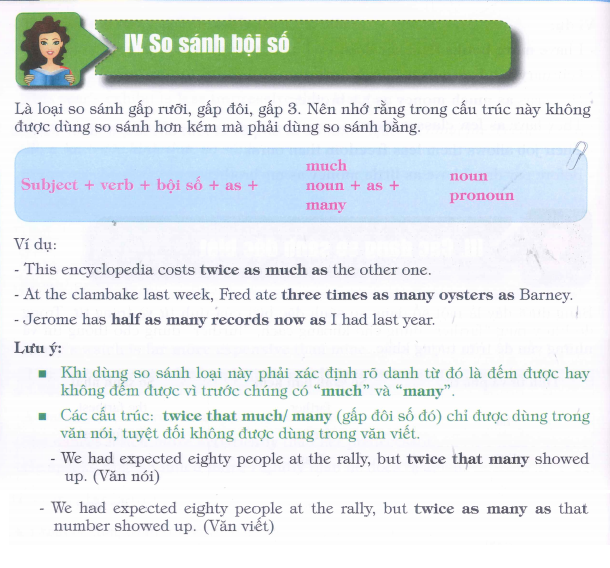 IV. So sánh bội số
Là loại so sánh gấp rưỡi, gấp đôi, gấp 3. Nên nhớ rằng trong cấu trúc này không
được dùng so sánh hơn kém mà phải dùng so sánh bằng.
much
Subject + verb + bội số + as + noun + as + noun
many pronoun
Ví dụ:
- This encyclopedia costs twice as much as the other one.
- At the clambake last week, Fred ate three times as many oysters as Barney.
- Jerome has half as many records now as I had last year.
Lưu ý:
▪ Khi dùng so sánh loại này phải xác định rõ danh từ đó là đếm được hay
không đếm được vì trước chúng có “much” và “many”.
▪ Các cấu trúc: twice that much/ many (gấp đôi số đó) chỉ được dùng trong
văn nói, tuyệt đối không được dùng trong văn viết.
- We had expected eighty people at the rally, but twice that many showed
up. (Văn nói)
- We had expected eighty people at the rally, but twice as many as that
number showed up. (Văn viết)